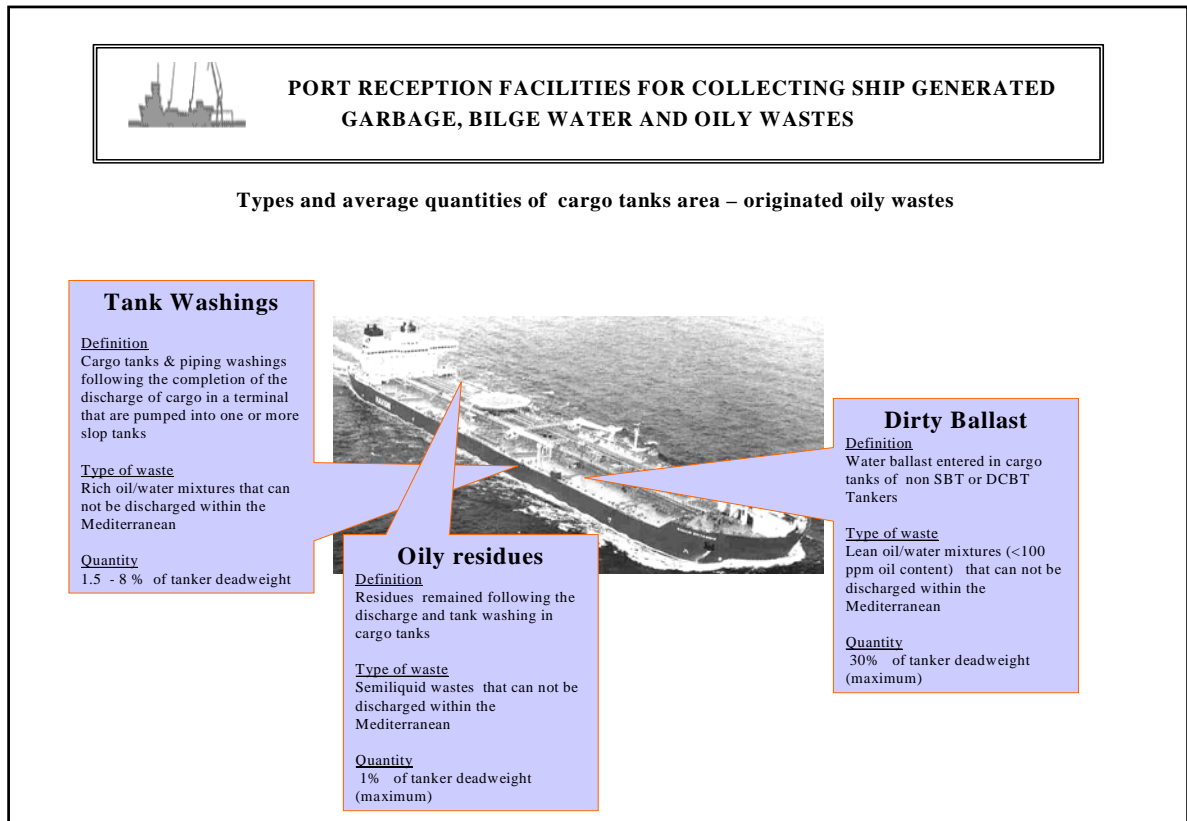 PORT RECEPTION FACILITIES FOR COLLECTING SHIP GENERATED
GARBAGE, BILGE WATER AND OILY WASTES
Types and average quantities of cargo tanks area – originated oily wastes
Tank Washings
Definition
Cargo tanks & piping washings
following the completion of the
discharge of cargo in a terminal
that are pumped into one or more
slop tanks
Type of waste
Rich oil/water mixtures that can
not be discharged within the
Mediterranean
Quantity
1.5 - 8 % of tanker deadweight
Oily residues
Definition
Residues remained following the
discharge and tank washing in
cargo tanks
Type of waste
Semiliquid wastes that can not be
discharged within the
Mediterranean
Quantity
1% of tanker deadweight
(maximum)
Dirty Ballast
Definition
Water ballast entered in cargo
tanks of non SBT or DCBT
Tankers
Type of waste
Lean oil/water mixtures (<100
ppm oil content) that can not be
discharged within the
Mediterranean
Quantity
30% of tanker deadweight
(maximum)